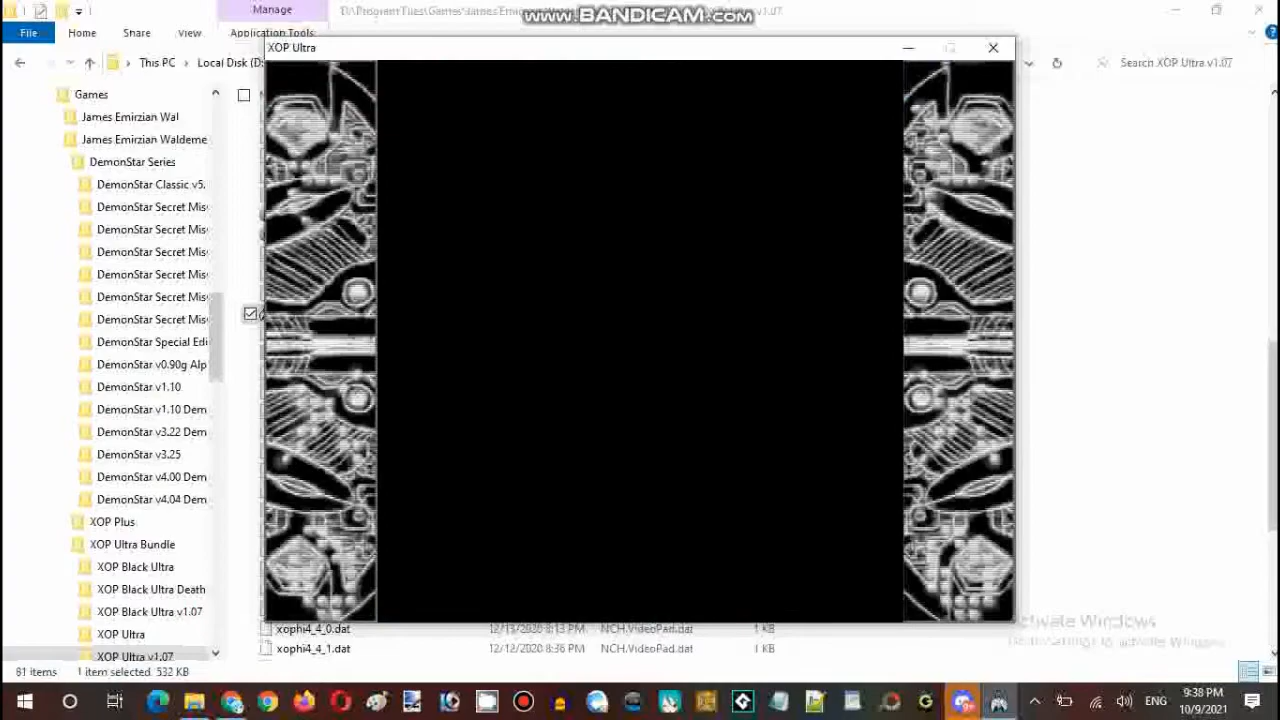 Manage
www.BANDICAM.com
File
Home
Share
View
Application Tools
This PC
Local Disk (D:
Search XOP Ultra v1.07
XOP Ultra
Games
James Emirzian Wal
James Emirzian Waldeme
DemonStar Series
DemonStar Classic v5.
DemonStar Secret Mis
DemonStar Secret Mis
DemonStar Secret Mis
DemonStar Secret Mis
DemonStar Secret Mis
DemonStar Secret Mis
DemonStar Special Edi
DemonStar v0.90g Alp
DemonStar v1.10
DemonStar v1.10 Dem
DemonStar v3.22 Dem
DemonStar v3.25
DemonStar v4.00 Dem
DemonStar v4.04 Dem
XOP Plus
XOP Ultra Bundle
XOP Black Ultra
XOP Black Ultra Death
XOP Black Ultra v1.07
XOP Ultra
XOP Ultra v1.07
xophi4_4_0.dat 12/13/2020 8:13 PM NCH.VideoPad.dat 1 KB
xophi4_4_1.dat 12/12/2020 8:36 PM NCH.VideoPad.dat 1 KB
Activate Windows
Go to Settings to activate Windows.
81 items
1 item selected 532 KB
ENG
9:38 PM
10/9/2021